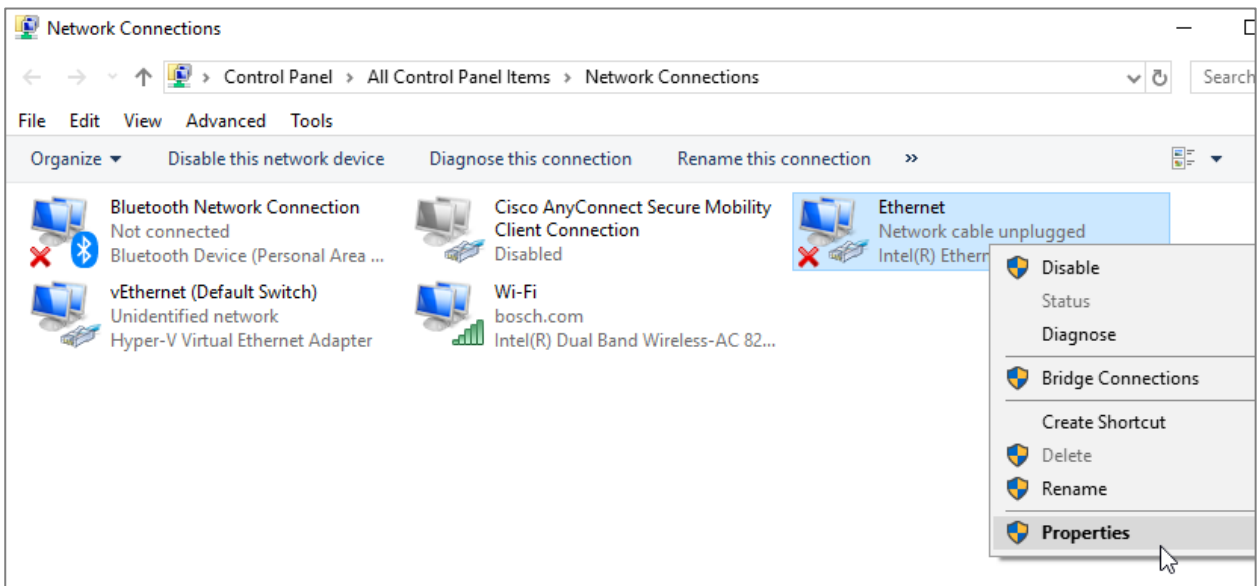 Network Connections
Control Panel > All Control Panel Items > Network Connections
Search
File Edit View Advanced Tools
Organize Disable this network device Diagnose this connection Rename this connection »
Bluetooth Network Connection
Not connected
Bluetooth Device (Personal Area ...
Cisco AnyConnect Secure Mobility
Client Connection
Disabled
Ethernet
Network cable unplugged
Intel(R) Ethern
vEthernet (Default Switch)
Unidentified network
Hyper-V Virtual Ethernet Adapter
Wi-Fi
bosch.com
Intel(R) Dual Band Wireless-AC 82...
Disable
Status
Diagnose
Bridge Connections
Create Shortcut
Delete
Rename
Properties